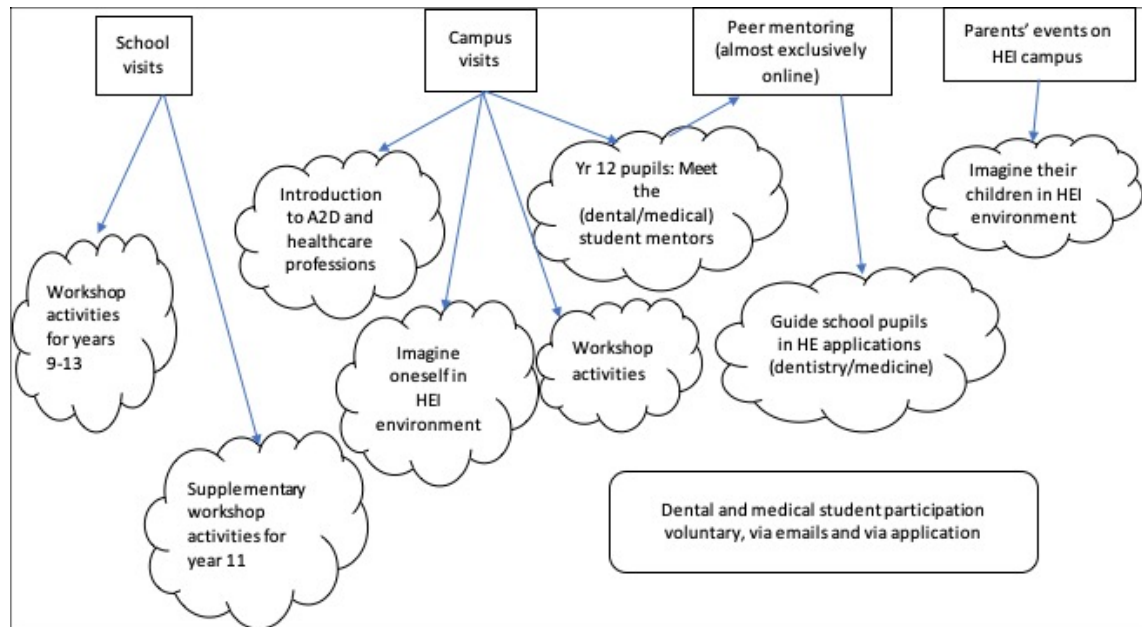 School
visits
Campus
visits
Peer mentoring
(almost exclusively
online)
Parents’ events on
HEI campus
Introduction
to A2D and
healthcare
professions
Yr 12 pupils: Meet
the
(dental/medical)
student mentors
Imagine their
children in HEI
environment
Workshop
activities
for years
9-13
Imagine
oneself in
HEI
environment
Workshop
activities
Guide school pupils
in HE applications
(dentistry/medicine)
Supplementary
workshop
activities for
year 11
Dental and medical student participation
voluntary, via emails and via application